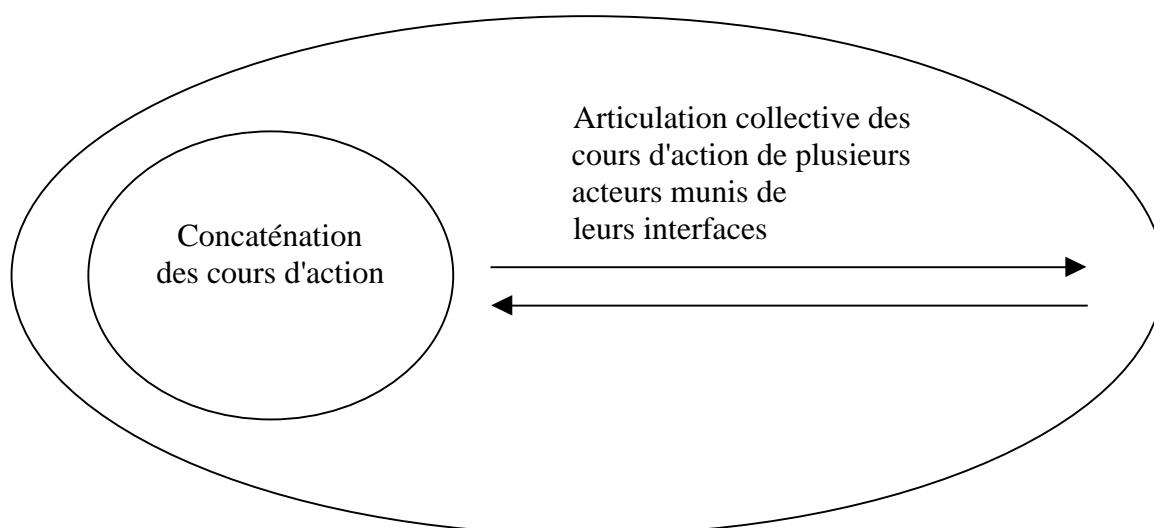 Articulation collective des
cours d'action de plusieurs
acteurs munis de
leurs interfaces
Concaténation
des cours d'action